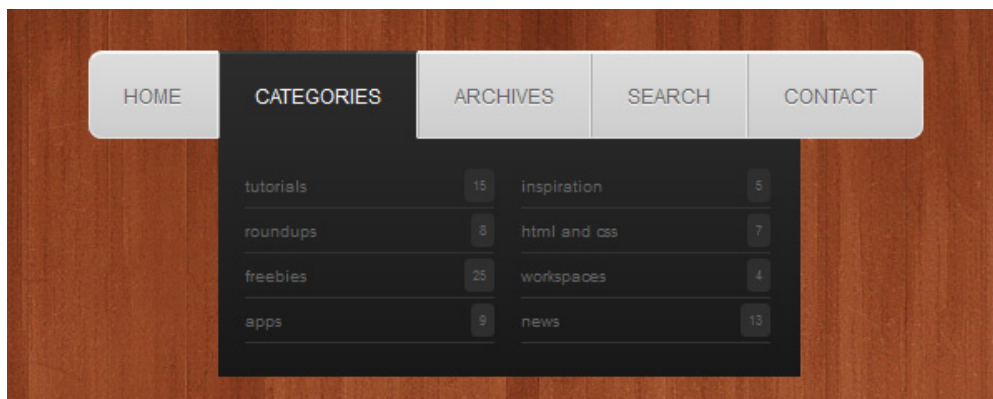 HOME CATEGORIES ARCHIVES SEARCH CONTACT
tutorials 15 inspiration 5
roundups 8 html and css 7
freebies 25 workspaces 4
apps 9 news 13